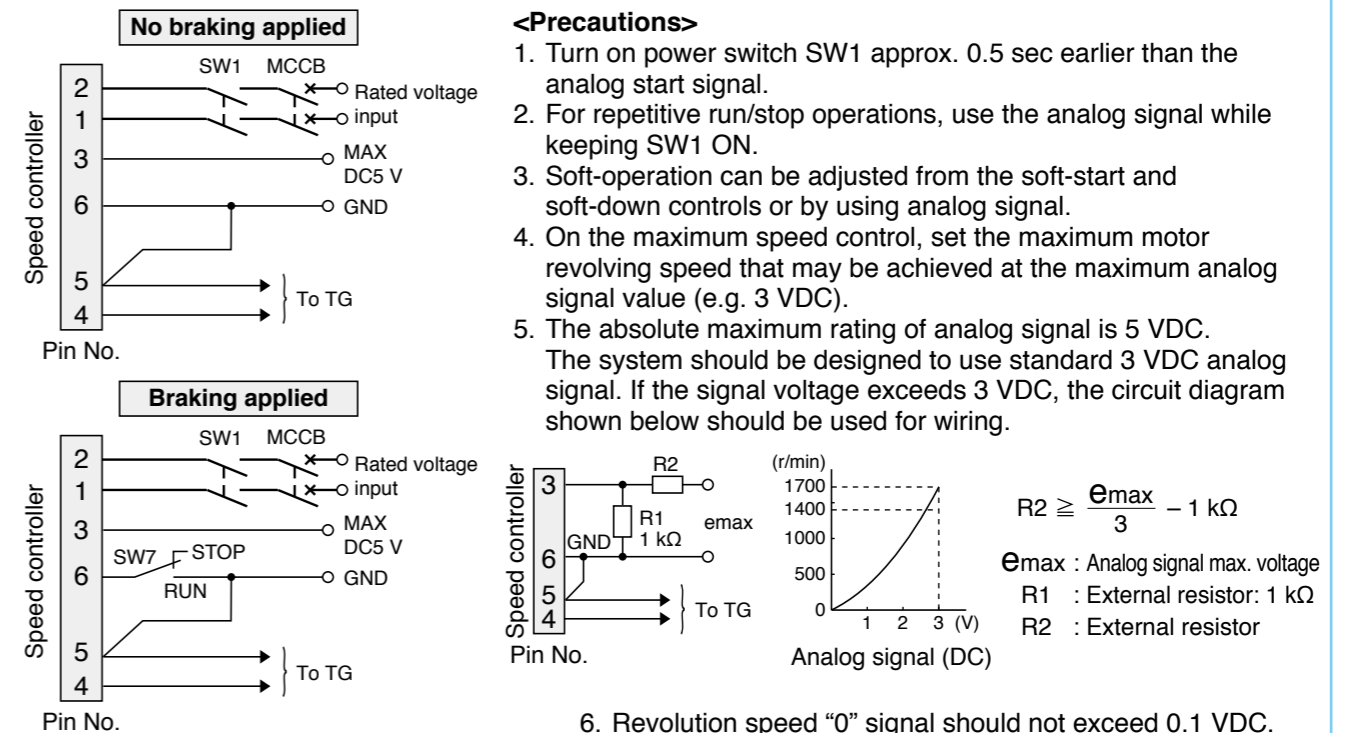 No braking applied
SW1 MCCB
2
Rated voltage
1
input
3
MAX
DC5 V
6
GND
5
To TG
4
Speed controller
Pin No.
Braking applied
SW1 MCCB
2
Rated voltage
1
input
3
MAX
DC5 V
SW7 STOP
6
GND
RUN
5
To TG
4
Speed controller
Pin No.
<Precautions>
1. Turn on power switch SW1 approx. 0.5 sec earlier than the
analog start signal.
2. For repetitive run/stop operations, use the analog signal while
keeping SW1 ON.
3. Soft-operation can be adjusted from the soft-start and
soft-down controls or by using analog signal.
4. On the maximum speed control, set the maximum motor
revolving speed that may be achieved at the maximum analog
signal value (e.g. 3 VDC).
5. The absolute maximum rating of analog signal is 5 VDC.
The system should be designed to use standard 3 VDC analog
signal. If the signal voltage exceeds 3 VDC, the circuit diagram
shown below should be used for wiring.
R2
3
R1
1 kΩ
emax
GND
6
5
To TG
4
Speed controller
Pin No.
(r/min)
1700
1400
1000
500
0
1 2 3 (V)
Analog signal (DC)
R2 ≧ emax / 3 – 1 kΩ
emax : Analog signal max. voltage
R1 : External resistor: 1 kΩ
R2 : External resistor
6. Revolution speed “0” signal should not exceed 0.1 VDC.